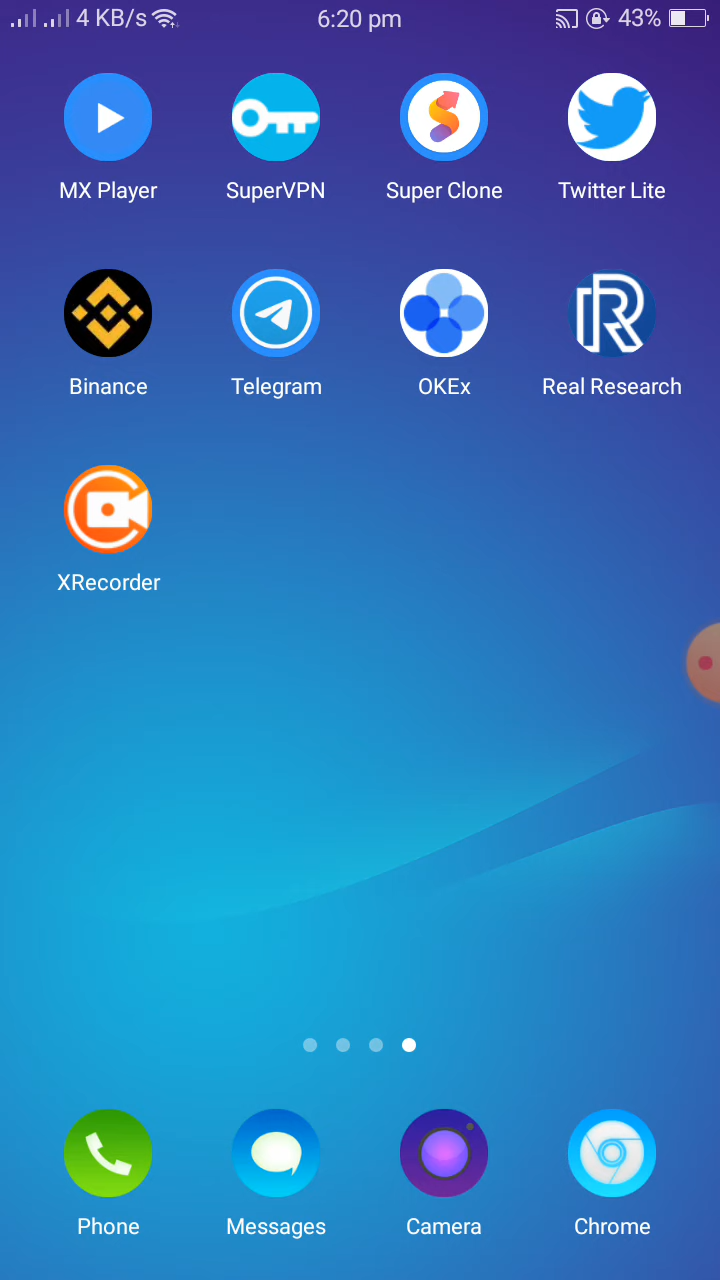 4 KB/s 6:20 pm 43%
MX Player SuperVPN Super Clone Twitter Lite
Binance Telegram OKEx Real Research
XRecorder
Phone Messages Camera Chrome